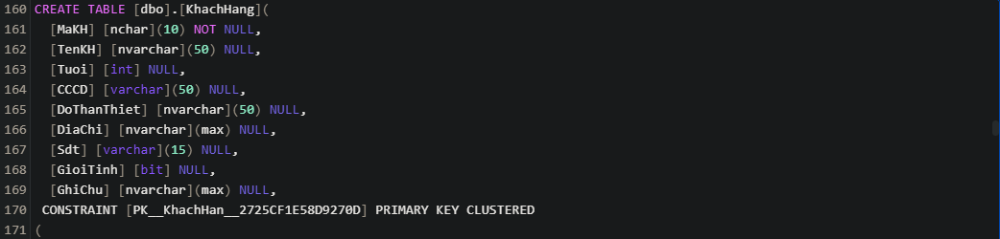 160 CREATE TABLE [dbo].[KhachHang](
161 [MaKH] [nchar](10) NOT NULL,
162 [TenKH] [nvarchar](50) NULL,
163 [Tuoi] [int] NULL,
164 [CCCD] [varchar](50) NULL,
165 [DoThanThiet] [nvarchar](50) NULL,
166 [DiaChi] [nvarchar](max) NULL,
167 [Sdt] [varchar](15) NULL,
168 [GioiTinh] [bit] NULL,
169 [GhiChu] [nvarchar](max) NULL,
170 CONSTRAINT [PK__KhachHan__2725CF1E58D9270D] PRIMARY KEY CLUSTERED
171 (